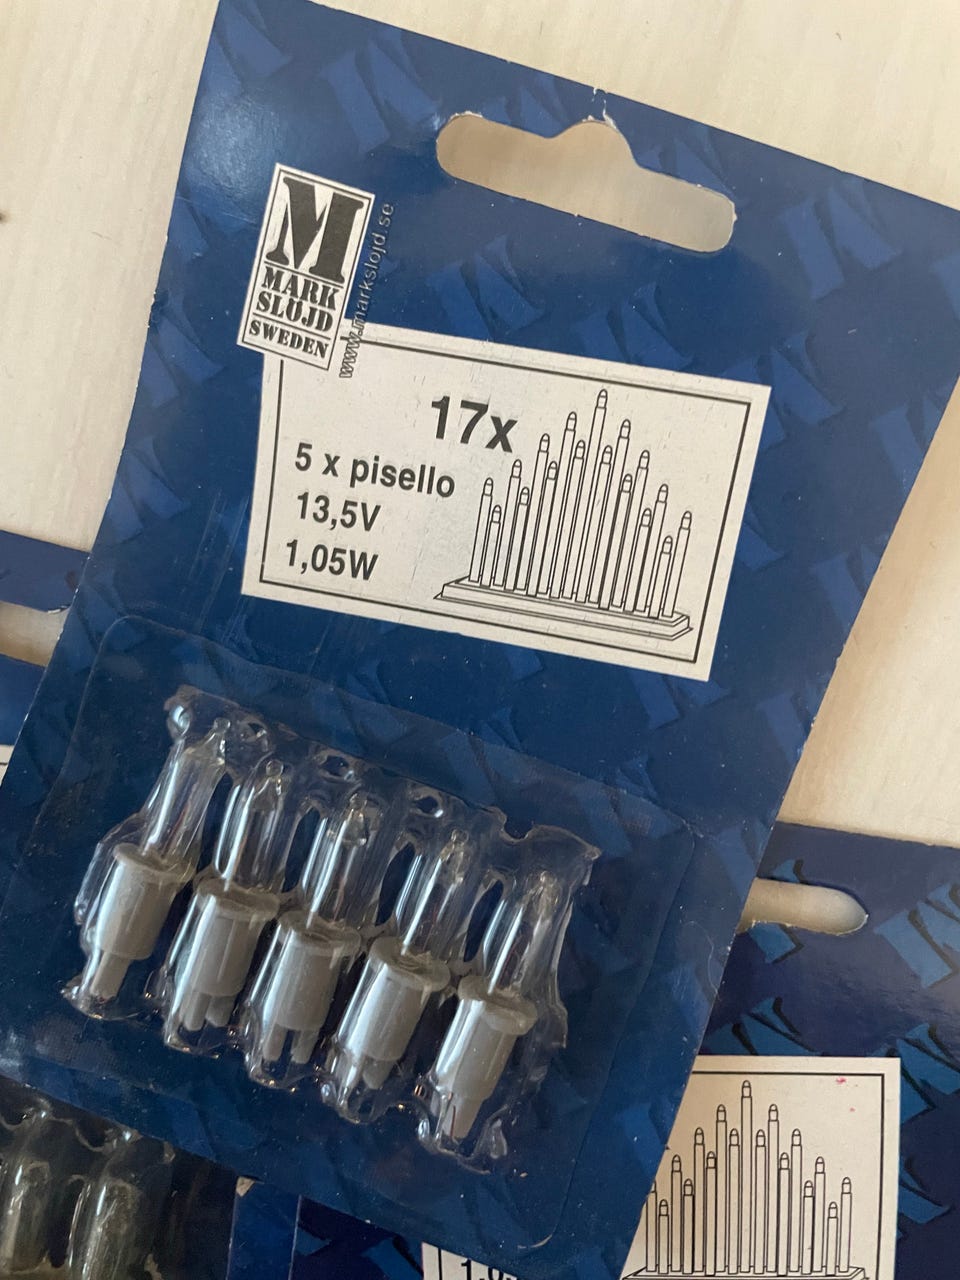 M
MARK
SLÖJD
SWEDEN
www.markslojd.se
17x
5 x pisello
13,5V
1,05W